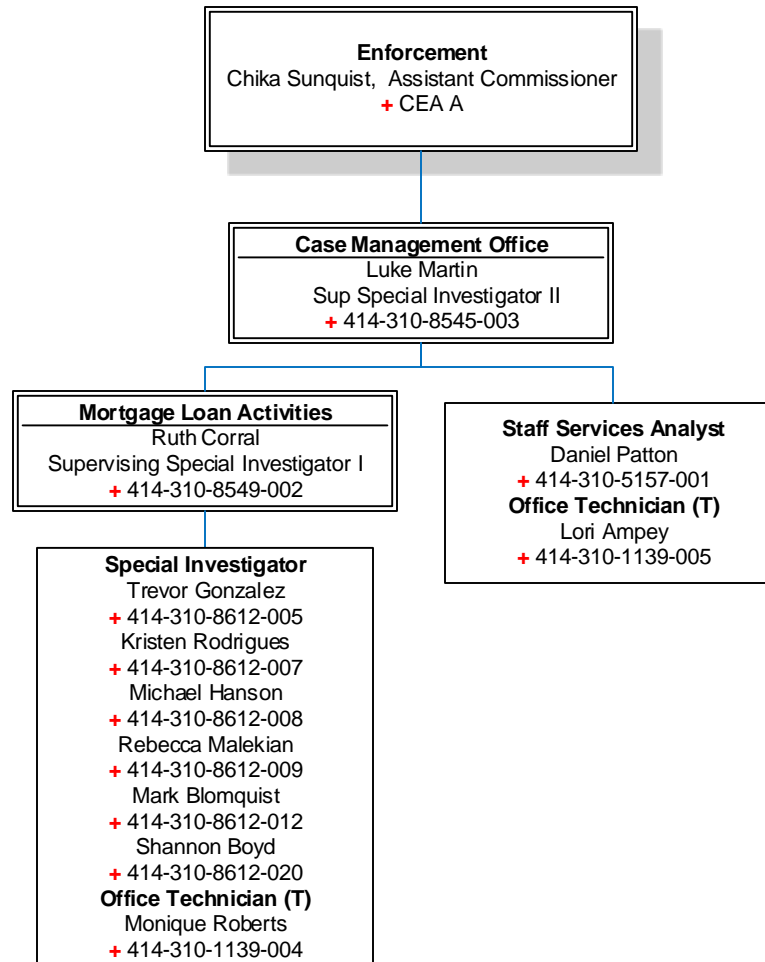 Enforcement
Chika Sunquist, Assistant Commissioner
+ CEA A
Case Management Office
Luke Martin
Sup Special Investigator II
+ 414-310-8545-003
Mortgage Loan Activities
Ruth Corral
Supervising Special Investigator I
+ 414-310-8549-002
Staff Services Analyst
Daniel Patton
+ 414-310-5157-001
Office Technician (T)
Lori Ampey
+ 414-310-1139-005
Special Investigator
Trevor Gonzalez
+ 414-310-8612-005
Kristen Rodrigues
+ 414-310-8612-007
Michael Hanson
+ 414-310-8612-008
Rebecca Malekian
+ 414-310-8612-009
Mark Blomquist
+ 414-310-8612-012
Shannon Boyd
+ 414-310-8612-020
Office Technician (T)
Monique Roberts
+ 414-310-1139-004